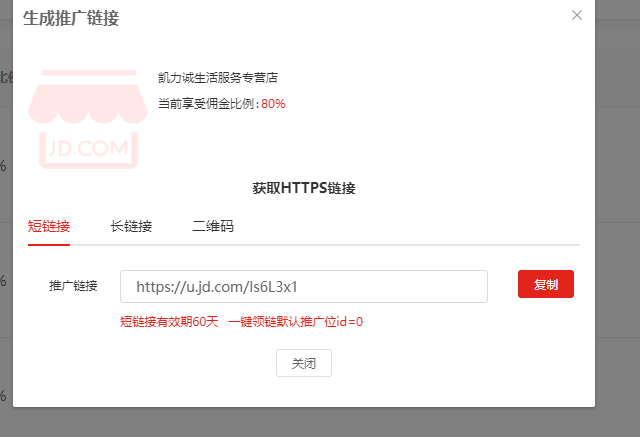 生成推广链接
比例
凯力诚生活服务专营店
当前享受佣金比例:80%
JD.COM
%
获取HTTPS链接
短链接
长链接
二维码
推广链接
https://u.jd.com/Is6L3x1
复制
%
短链接有效期60天 一键领链默认推广位id=0
关闭
%